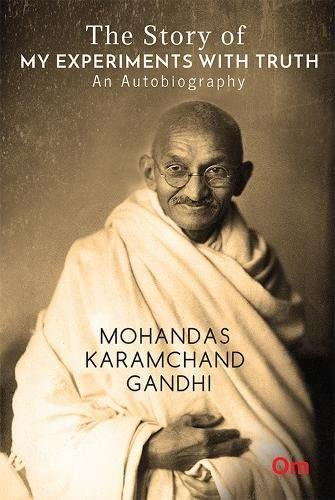 The Story of
MY EXPERIMENTS WITH TRUTH
An Autobiography
MOHANDAS
KARAMCHAND
GANDHI
Om